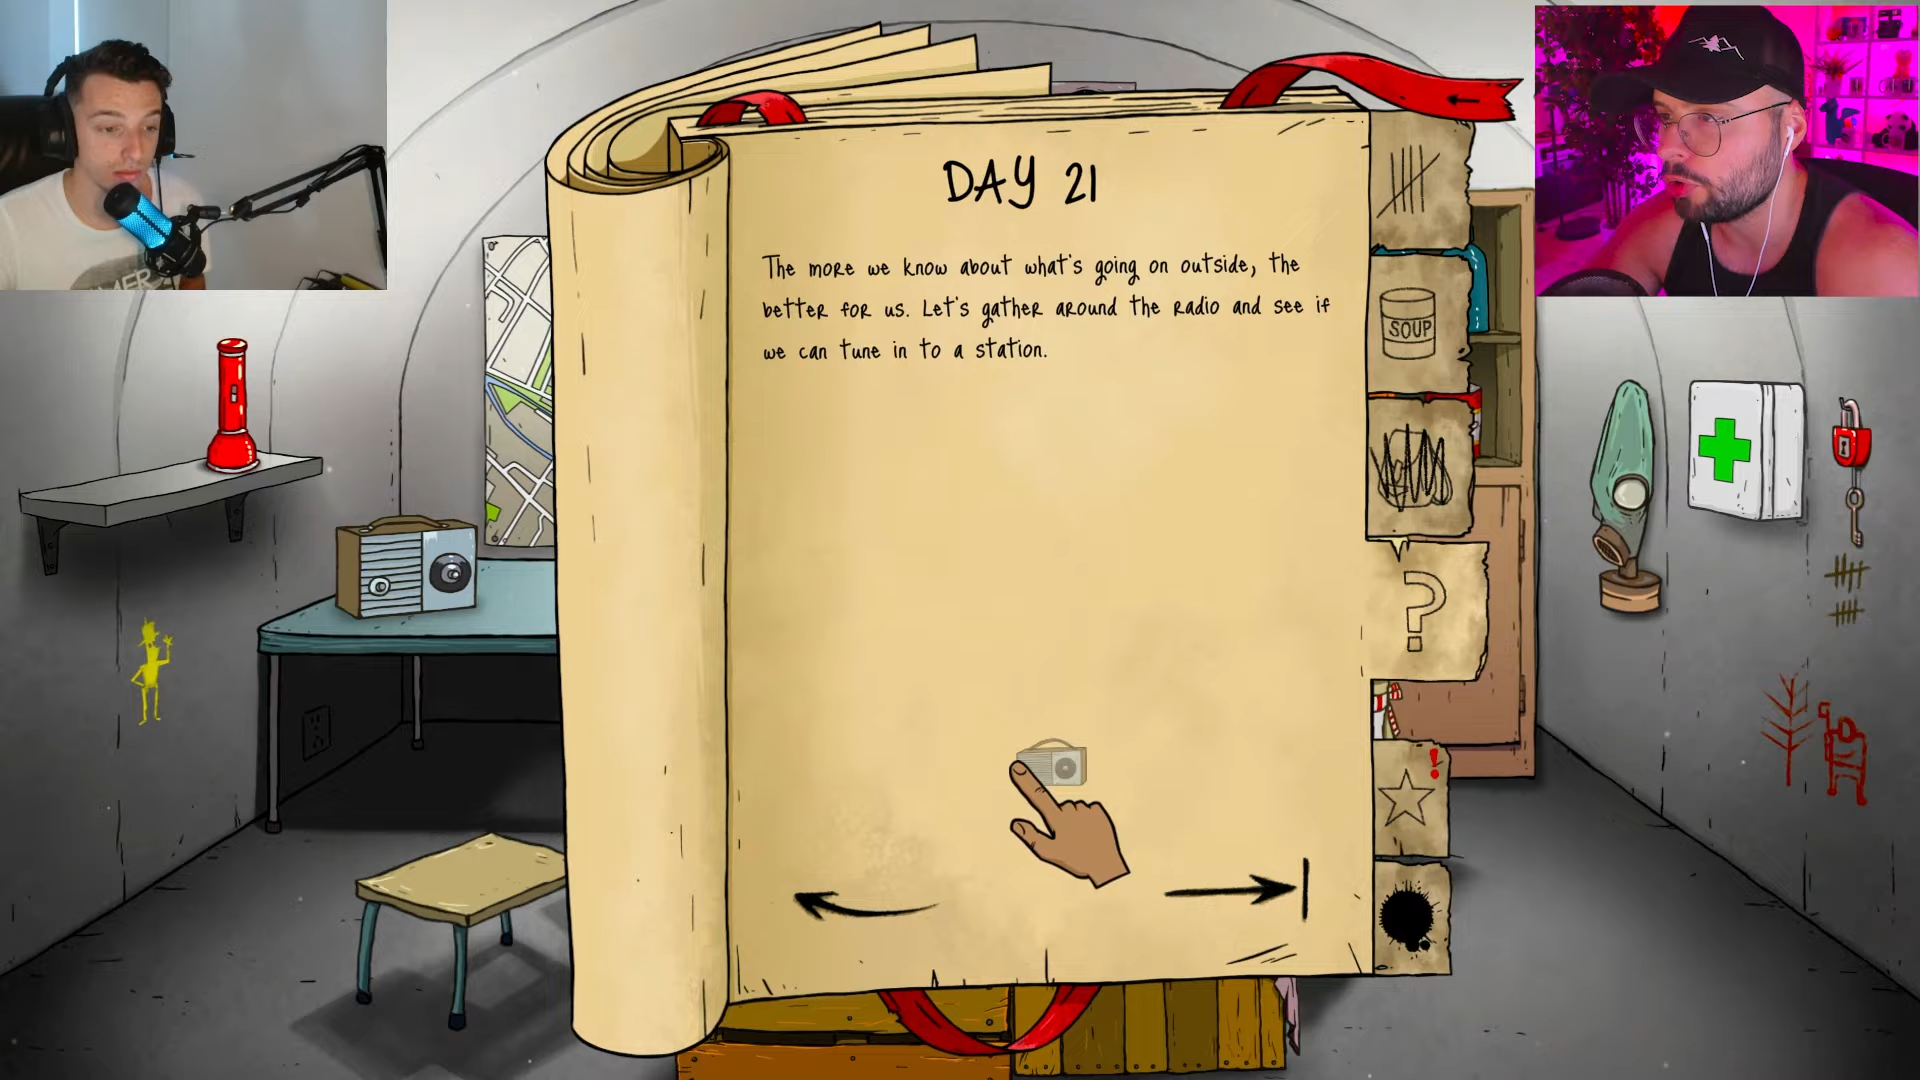 DAY 21
The more we know about what's going on outside, the
better for us. Let's gather around the radio and see if
we can tune in to a station.
SOUP